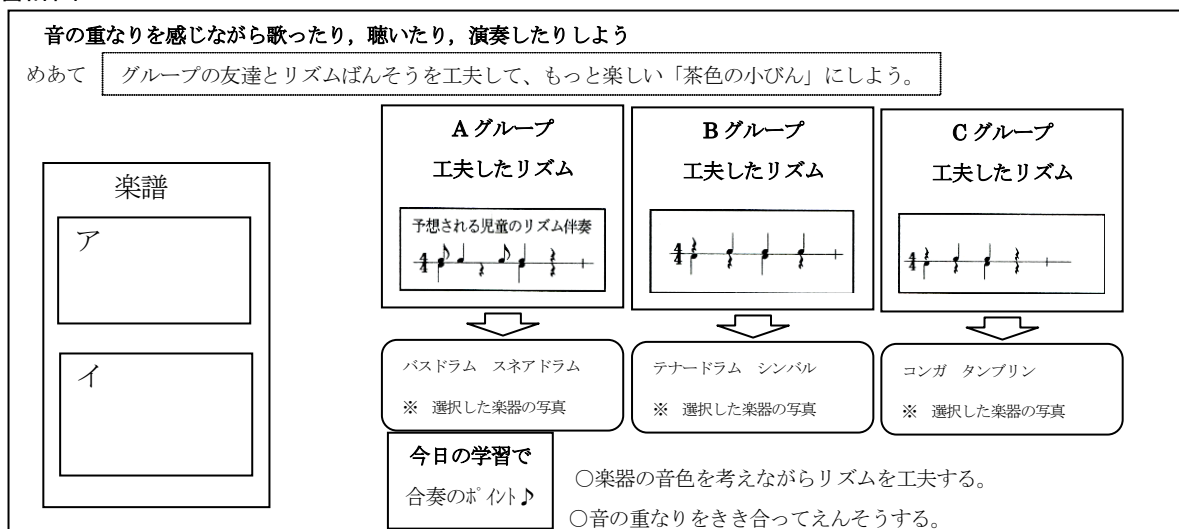 音の重なりを感じながら歌ったり，聴いたり，演奏したりしよう
めあて グループの友達とリズムばんそうを工夫して、もっと楽しい「茶色の小びん」にしよう。
楽譜
ア
イ
Aグループ
工夫したリズム
予想される児童のリズム伴奏
バスドラム スネアドラム
※ 選択した楽器の写真
Bグループ
工夫したリズム
テナードラム シンバル
※ 選択した楽器の写真
Cグループ
工夫したリズム
コンガ タンブリン
※ 選択した楽器の写真
今日の学習で
合奏のポイント♪
○楽器の音色を考えながらリズムを工夫する。
○音の重なりをきき合ってえんそうする。